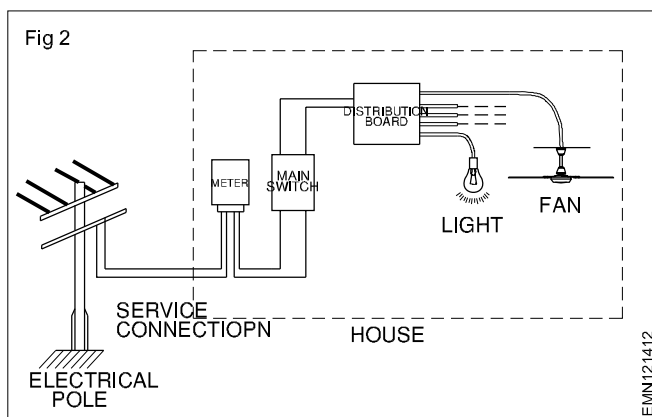 Fig 2
DISTRIBUTION
BOARD
METER
MAIN
SWITCH
LIGHT
FAN
SERVICE
CONNECTIOPN
HOUSE
ELECTRICAL
POLE
EMN121412